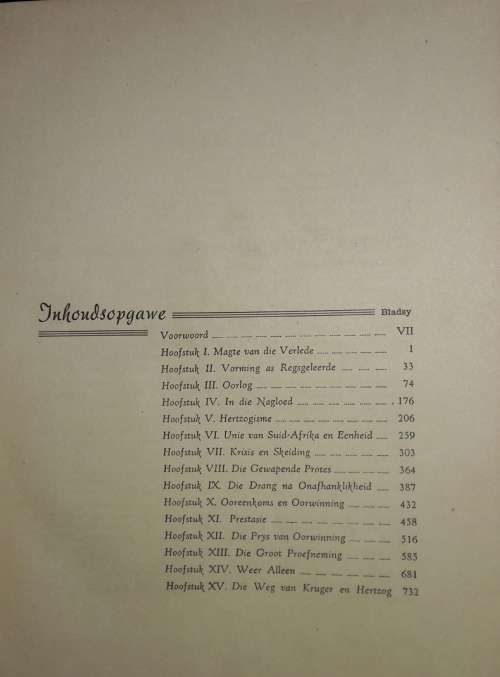 Inhoudsopgawe
Bladsy
Voorwoord VII
Hoofstuk I. Magte van die Verlede 1
Hoofstuk II. Vorming as Regsgeleerde 33
Hoofstuk III. Oorlog 74
Hoofstuk IV. In die Nagloed 176
Hoofstuk V. Hertzogisme 206
Hoofstuk VI. Unie van Suid-Afrika en Eenheid 259
Hoofstuk VII. Krisis en Skeiding 303
Hoofstuk VIII. Die Gewapende Protes 364
Hoofstuk IX. Die Drang na Onafhanklikheid 387
Hoofstuk X. Ooreenkoms en Oorwinning 432
Hoofstuk XI. Prestasie 458
Hoofstuk XII. Die Prys van Oorwinning 516
Hoofstuk XIII. Die Groot Proefneming 585
Hoofstuk XIV. Weer Alleen 681
Hoofstuk XV. Die Weg van Kruger en Hertzog 732